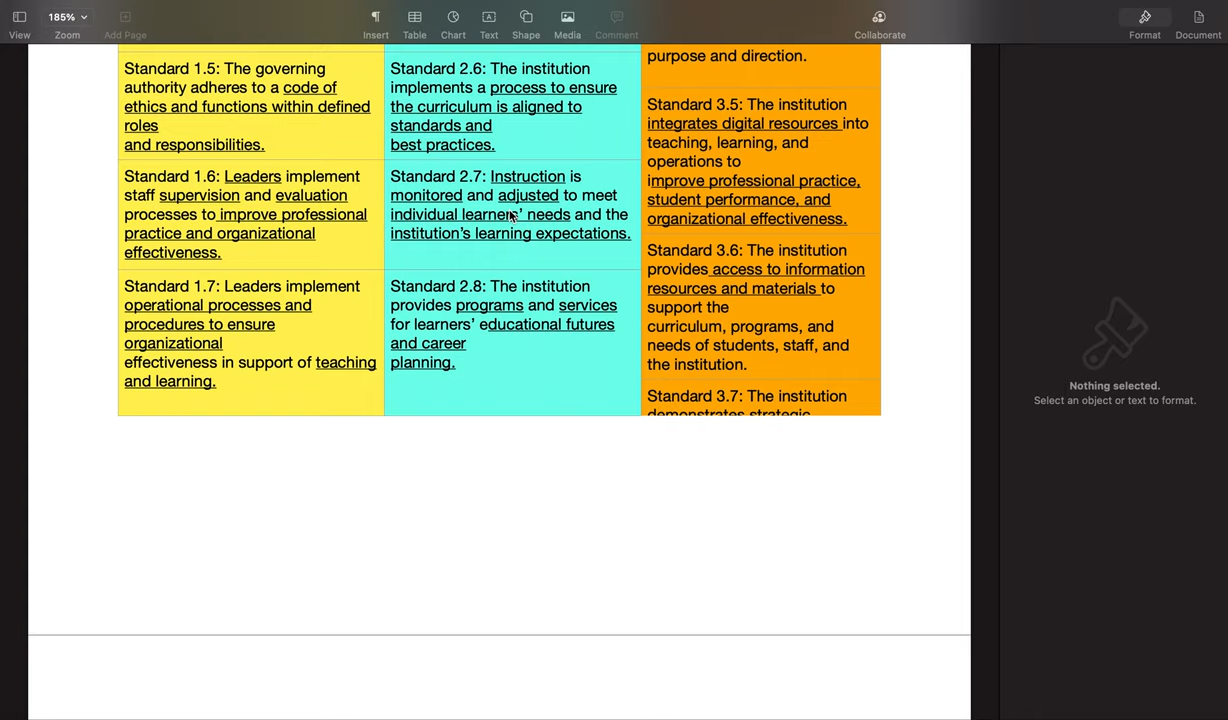 185%
View
Zoom
Add Page
Insert
Table
Chart
Text
Shape
Media
Comment
Collaborate
Format
Document
Standard 1.5: The governing
authority adheres to a code of
ethics and functions within defined
roles
and responsibilities.
Standard 1.6: Leaders implement
staff supervision and evaluation
processes to improve professional
practice and organizational
effectiveness.
Standard 1.7: Leaders implement
operational processes and
procedures to ensure
organizational
effectiveness in support of teaching
and learning.
Standard 2.6: The institution
implements a process to ensure
the curriculum is aligned to
standards and
best practices.
Standard 2.7: Instruction is
monitored and adjusted to meet
individual learners’ needs and the
institution’s learning expectations.
Standard 2.8: The institution
provides programs and services
for learners’ educational futures
and career
planning.
purpose and direction.
Standard 3.5: The institution
integrates digital resources into
teaching, learning, and
operations to
improve professional practice,
student performance, and
organizational effectiveness.
Standard 3.6: The institution
provides access to information
resources and materials to
support the
curriculum, programs, and
needs of students, staff, and
the institution.
Standard 3.7: The institution
demonstrates strategic
Nothing selected.
Select an object or text to format.